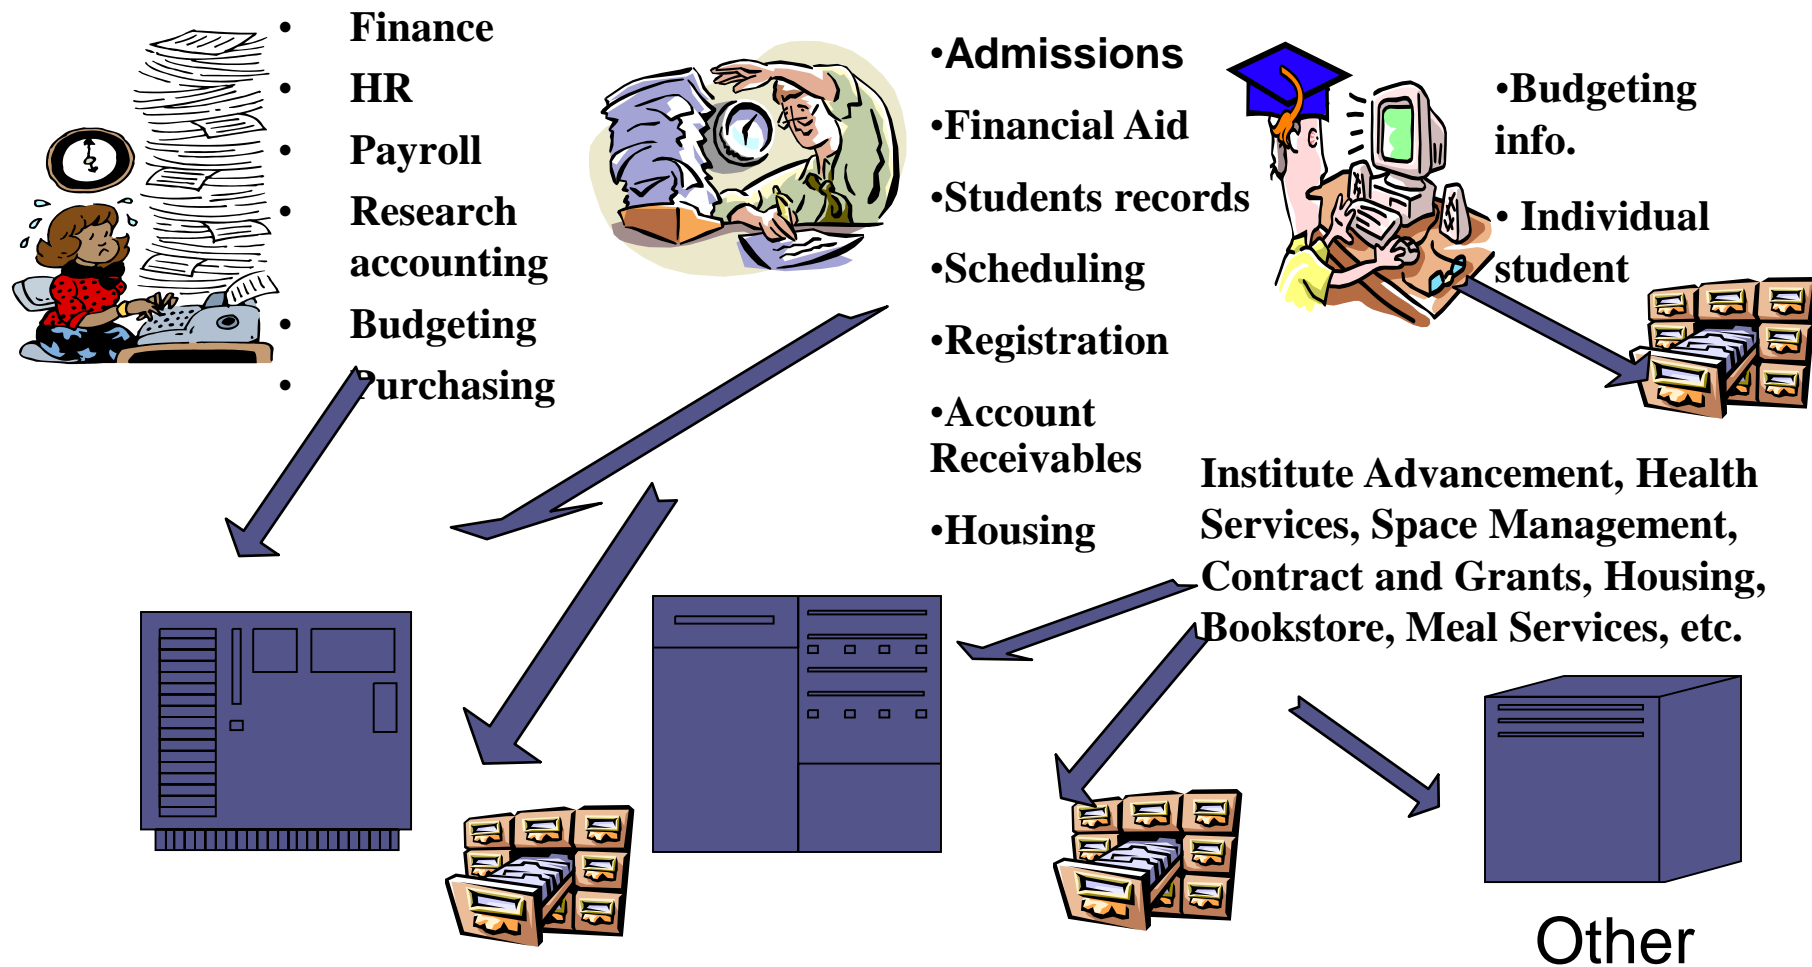 • Finance
• HR
• Payroll
• Research
accounting
• Budgeting
• Purchasing
•Admissions
•Financial Aid
•Students records
•Scheduling
•Registration
•Account
Receivables
•Housing
•Budgeting
info.
• Individual
student
Institute Advancement, Health
Services, Space Management,
Contract and Grants, Housing,
Bookstore, Meal Services, etc.
Other